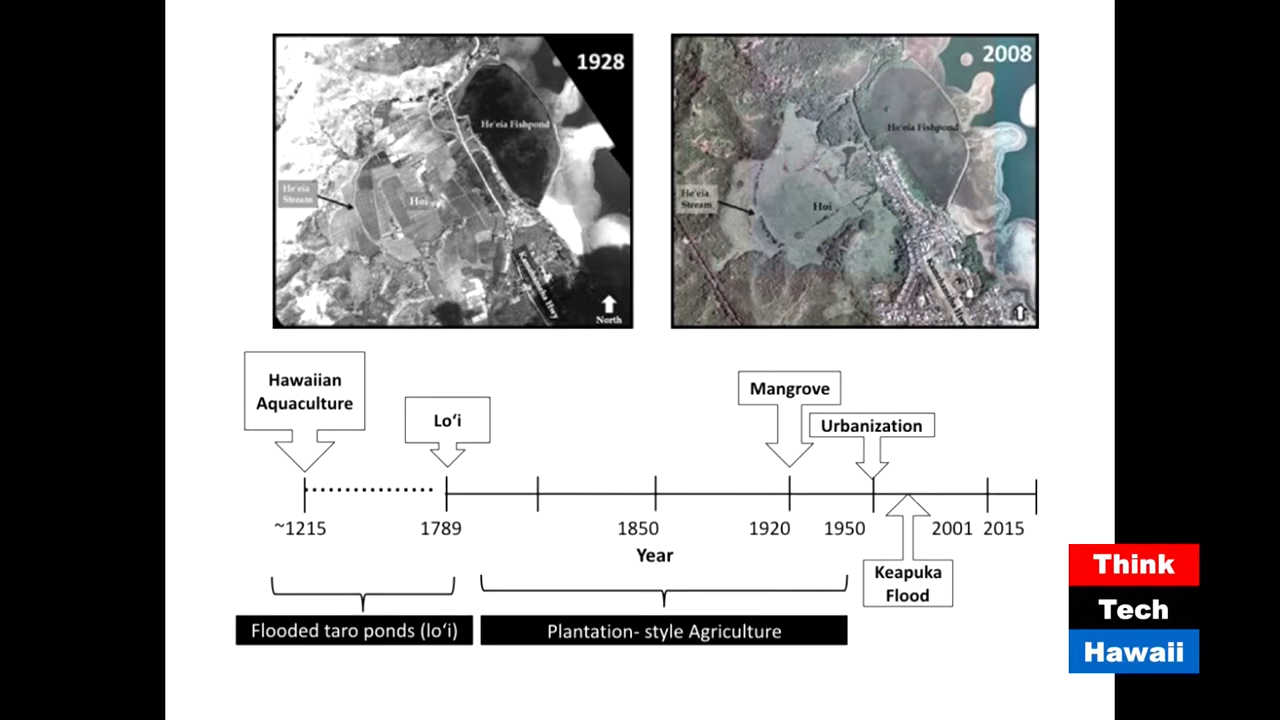 1928
He'eia Fishpond
He'eia
Stream
Hoi
Kamehameha Hwy
North
2008
He'eia Fishpond
He'eia
Stream
Hoi
Kamehameha Hwy
Hawaiian
Aquaculture
Lo‘i
Mangrove
Urbanization
~1215
1789
1850
1920
1950
2001
2015
Year
Keapuka
Flood
Flooded taro ponds (lo‘i)
Plantation- style Agriculture
Think
Tech
Hawaii